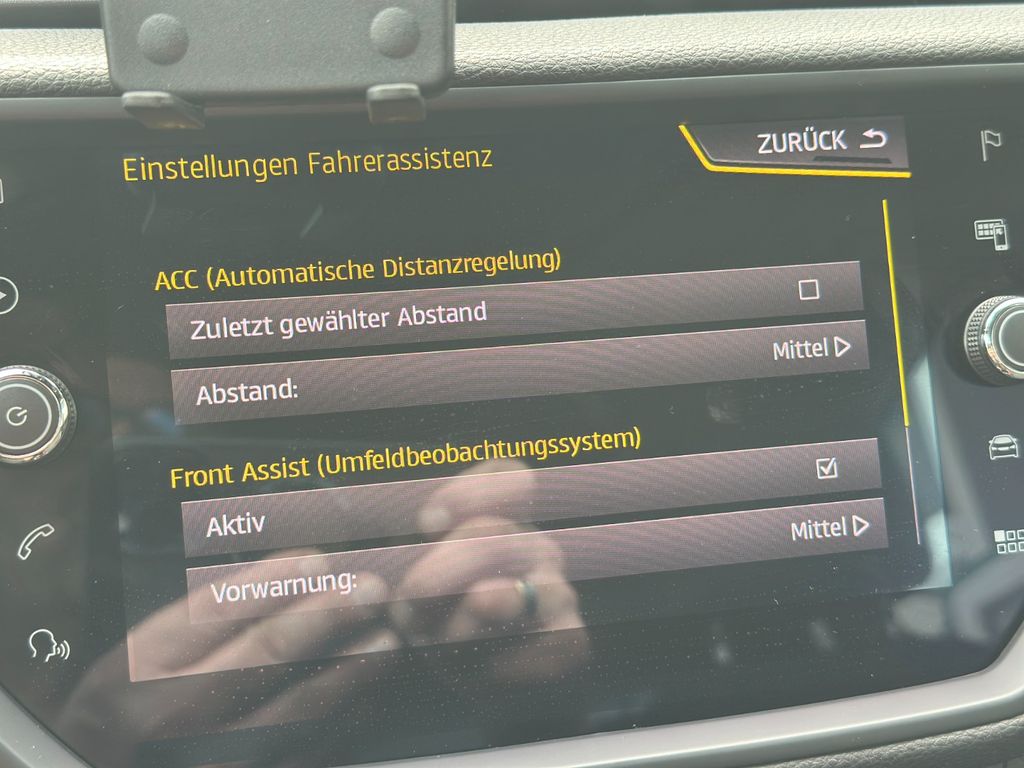 Einstellungen Fahrerassistenz
ZURÜCK
ACC (Automatische Distanzregelung)
Zuletzt gewählter Abstand
Abstand:
Mittel
Front Assist (Umfeldbeobachtungssystem)
Aktiv
Vorwarnung:
Mittel